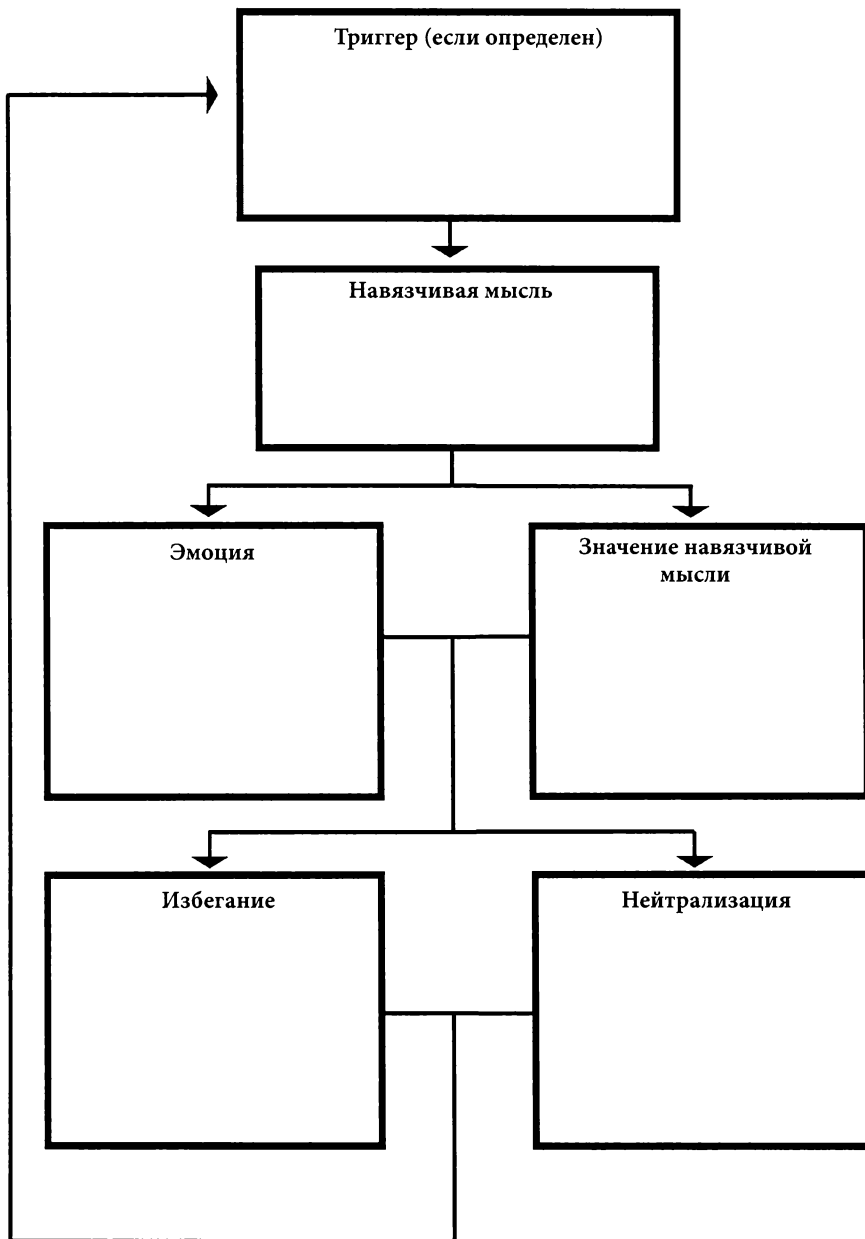 Триггер (если определен)
Навязчивая мысль
Эмоция
Значение навязчивой
мысли
Избегание
Нейтрализация